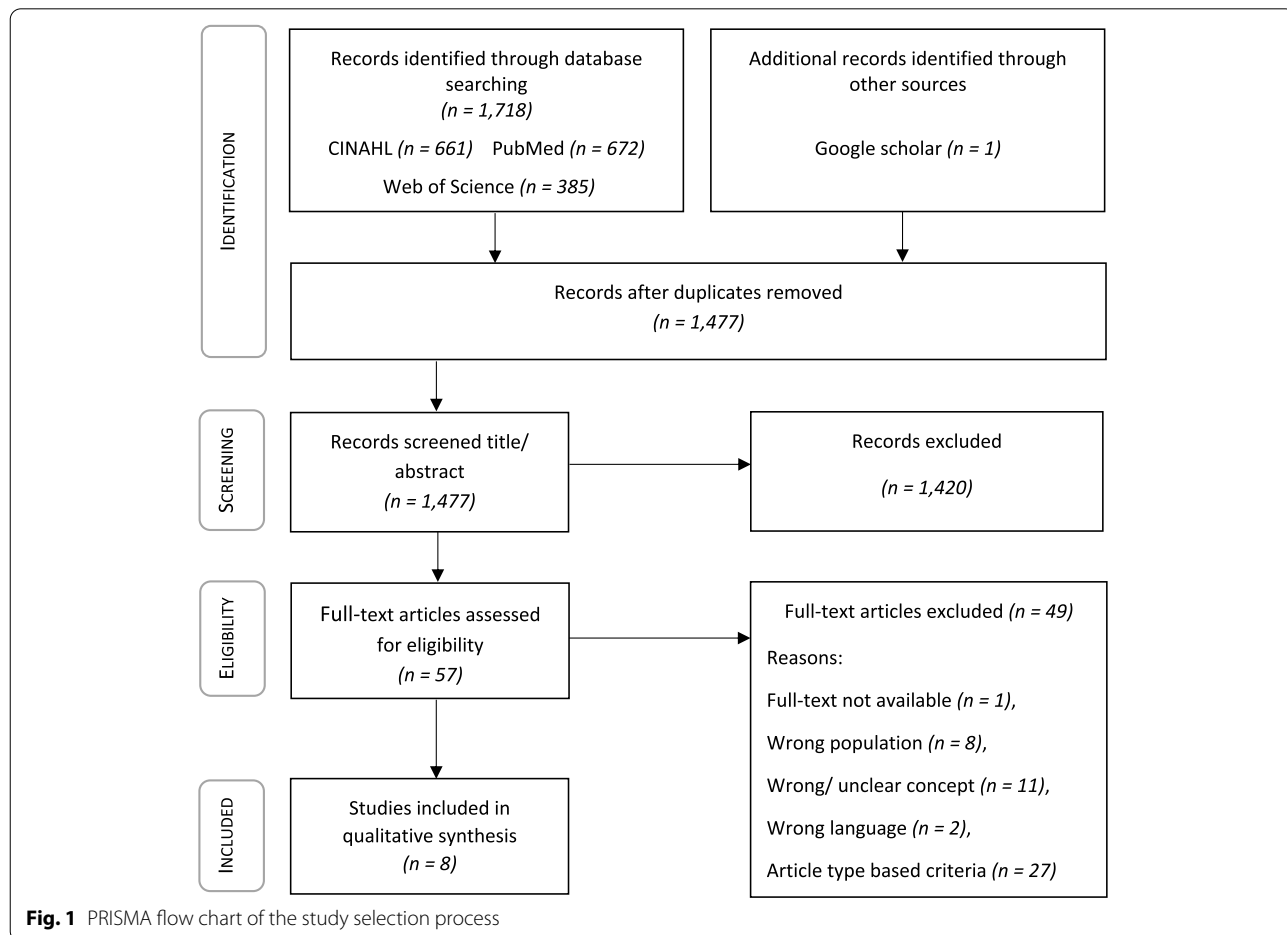 IDENTIFICATION
Records identified through database
searching
(n = 1,718)
CINAHL (n = 661) PubMed (n = 672)
Web of Science (n = 385)
Additional records identified through
other sources
Google scholar (n = 1)
Records after duplicates removed
(n = 1,477)
SCREENING
Records screened title/
abstract
(n = 1,477)
Records excluded
(n = 1,420)
ELIGIBILITY
Full-text articles assessed
for eligibility
(n = 57)
Full-text articles excluded (n = 49)
Reasons:
Full-text not available (n = 1),
Wrong population (n = 8),
Wrong/ unclear concept (n = 11),
Wrong language (n = 2),
Article type based criteria (n = 27)
INCLUDED
Studies included in
qualitative synthesis
(n = 8)
Fig. 1 PRISMA flow chart of the study selection process